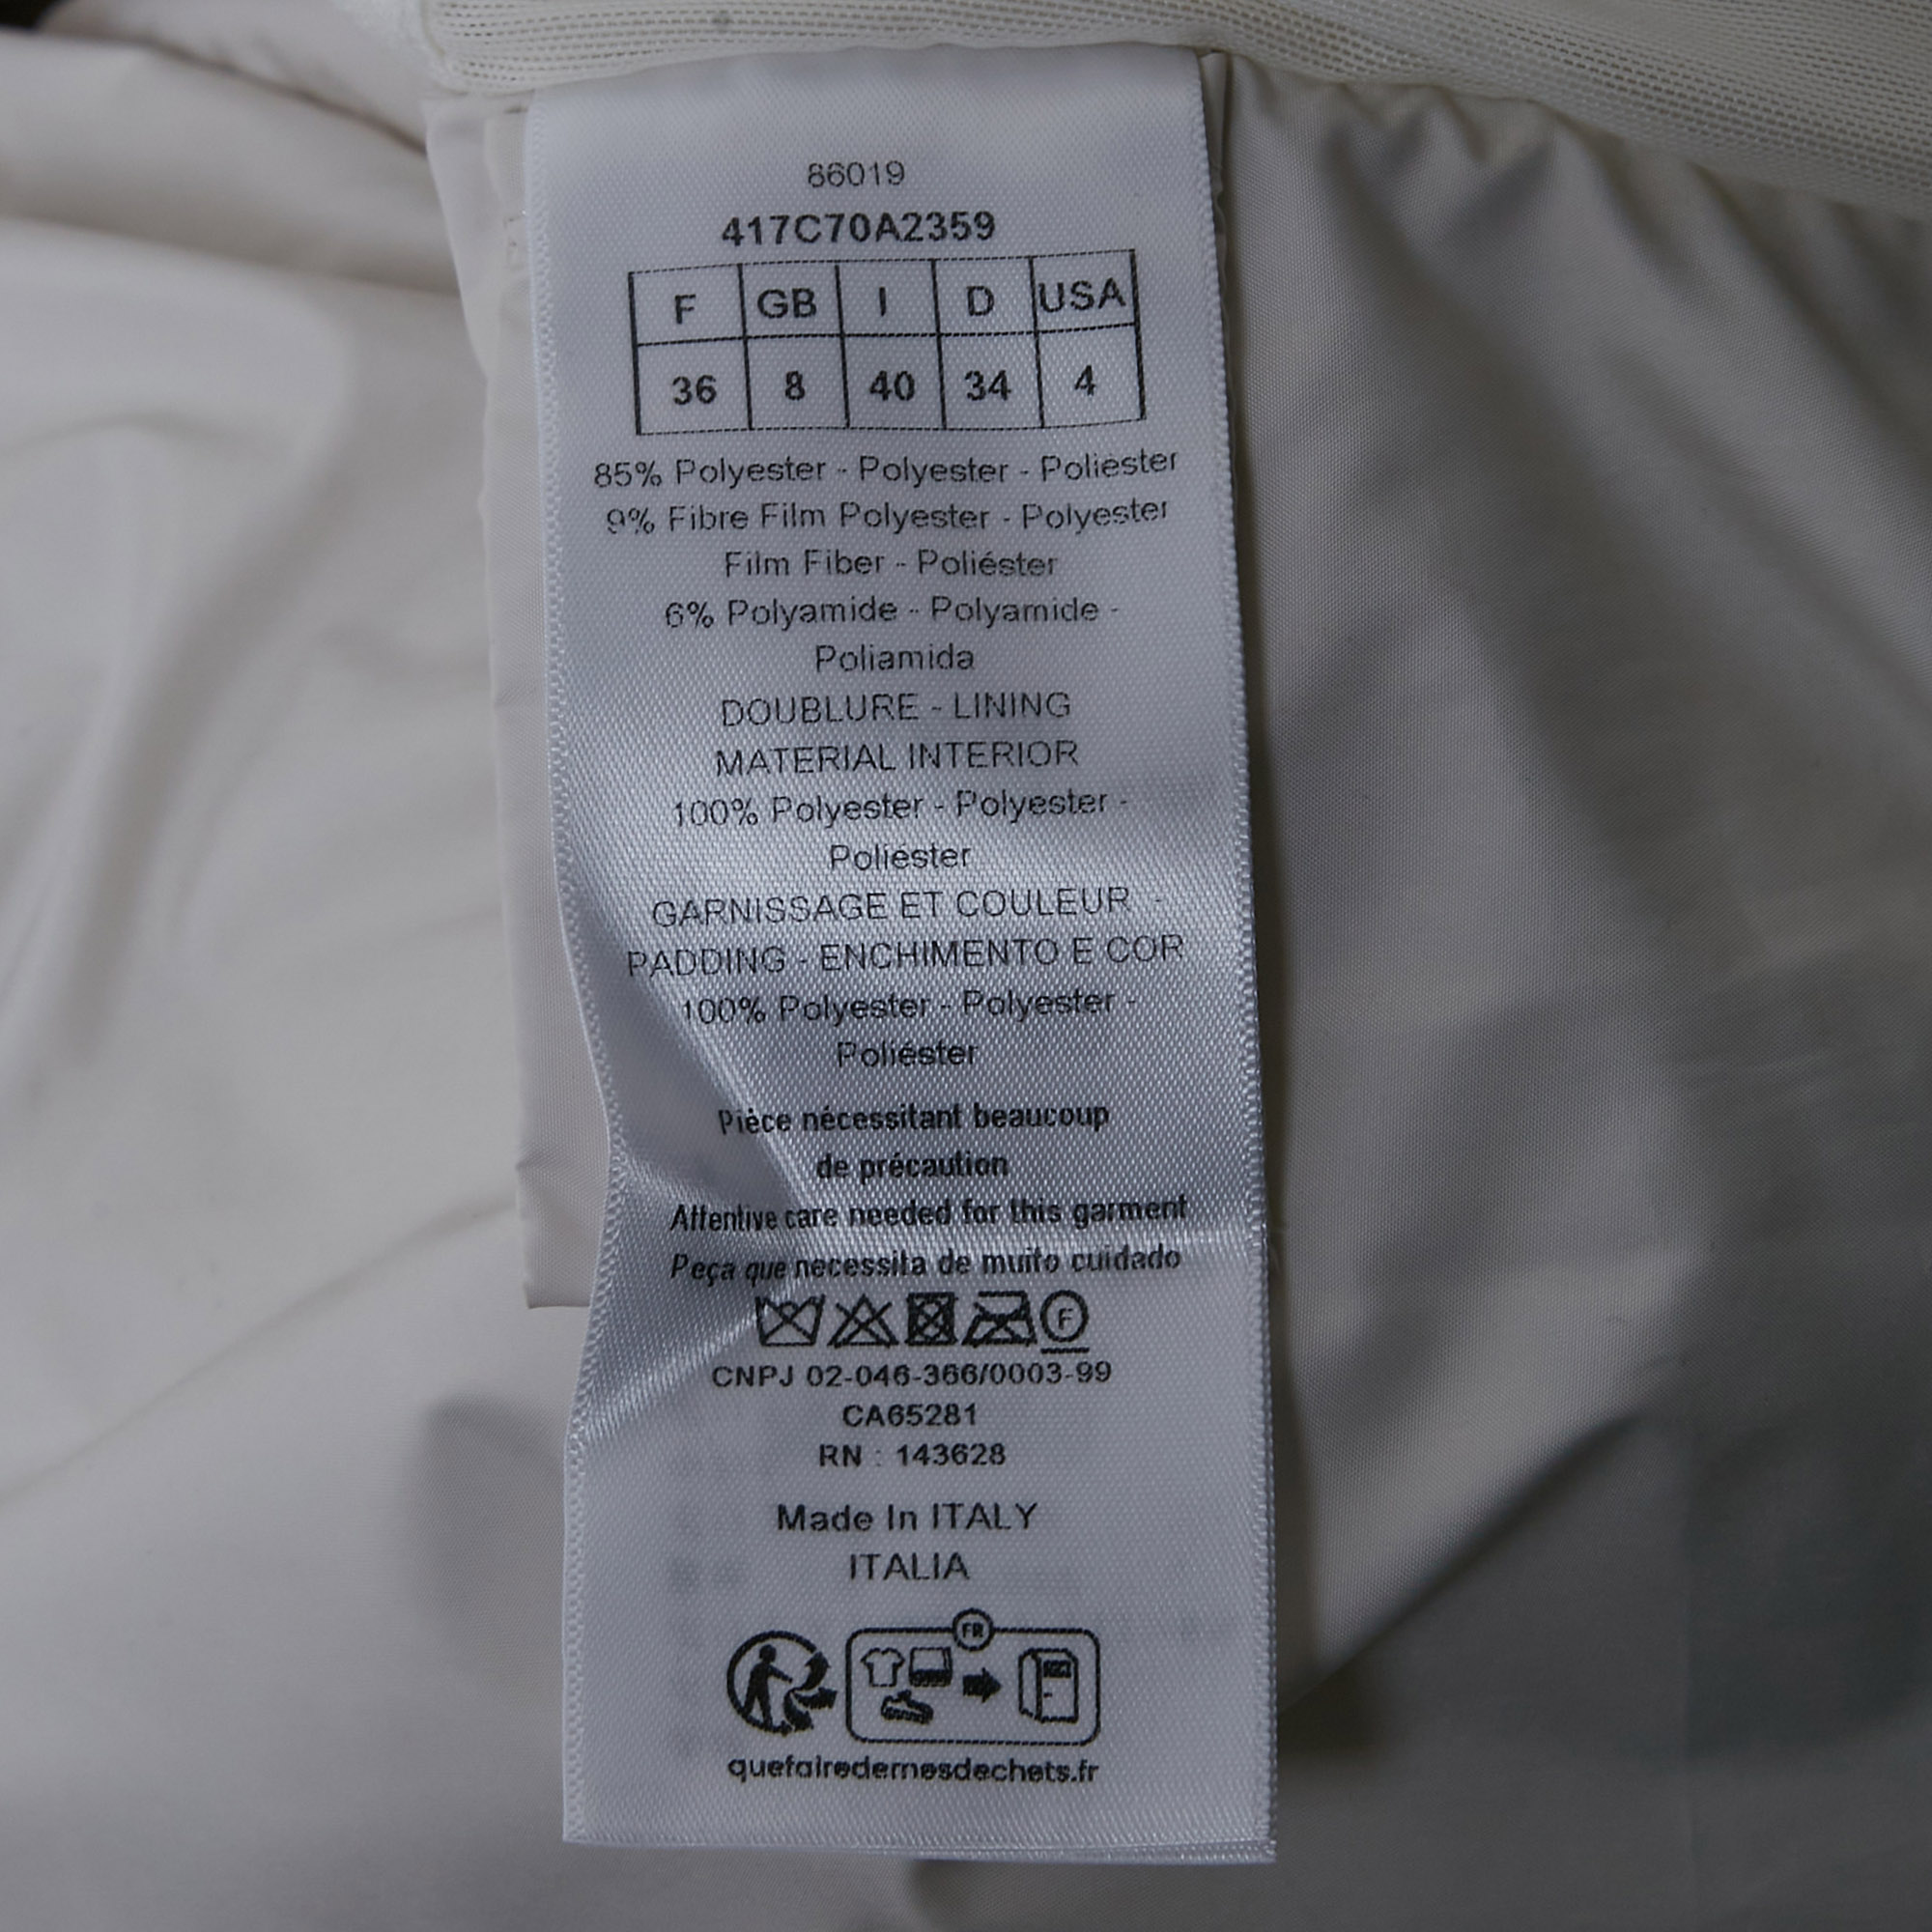 86019
417C70A2359
F GB I D USA
36 8 40 34 4
85% Polyester - Polyester - Poliéster
9% Fibre Film Polyester - Polyester
Film Fiber - Poliéster
6% Polyamide - Polyamide -
Poliamida
DOUBLURE - LINING
MATERIAL INTERIOR
100% Polyester - Polyester -
Poliéster
GARNISSAGE ET COULEUR -
PADDING - ENCHIMENTO E COR
100% Polyester - Polyester -
Poliéster
Pièce nécessitant beaucoup
de précaution
Attentive care needed for this garment
Peça que necessita de muito cuidado
F
CNPJ 02-046-366/0003-99
CA65281
RN : 143628
Made In ITALY
ITALIA
FR
quefairedemesdechets.fr